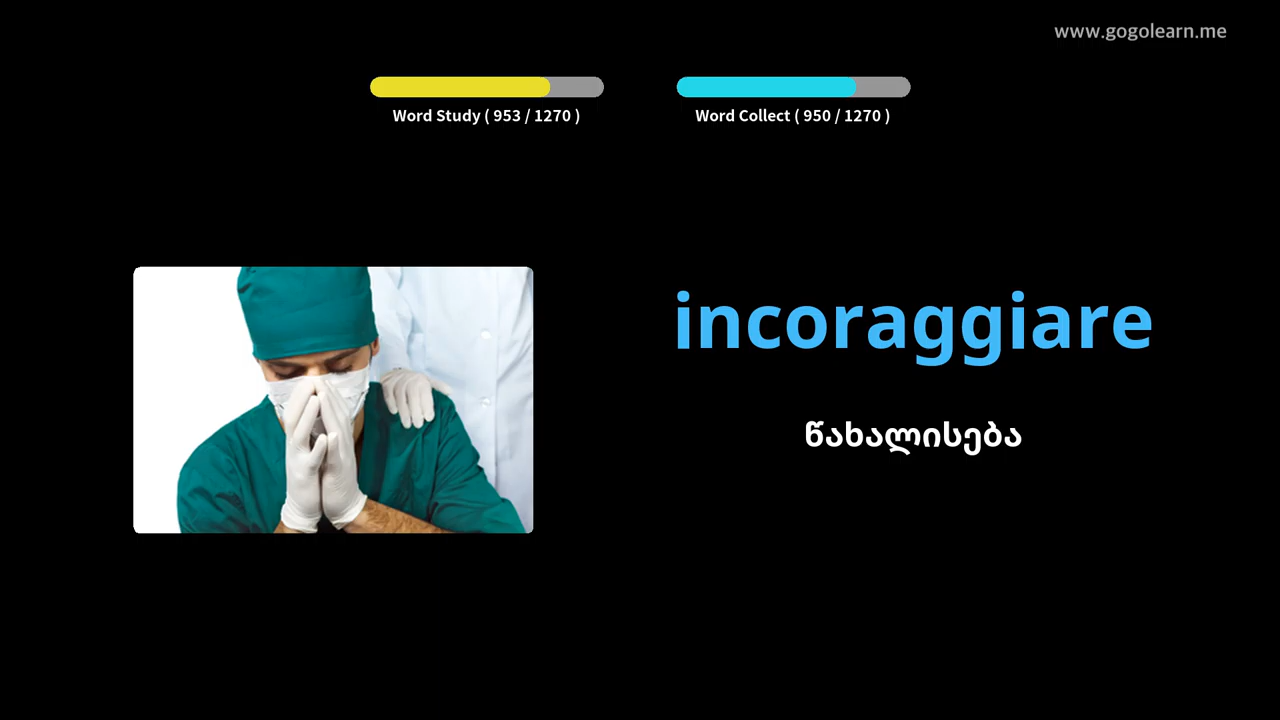 www.gogolearn.me
Word Study ( 953 / 1270 )
Word Collect ( 950 / 1270 )
incoraggiare
წახალისება